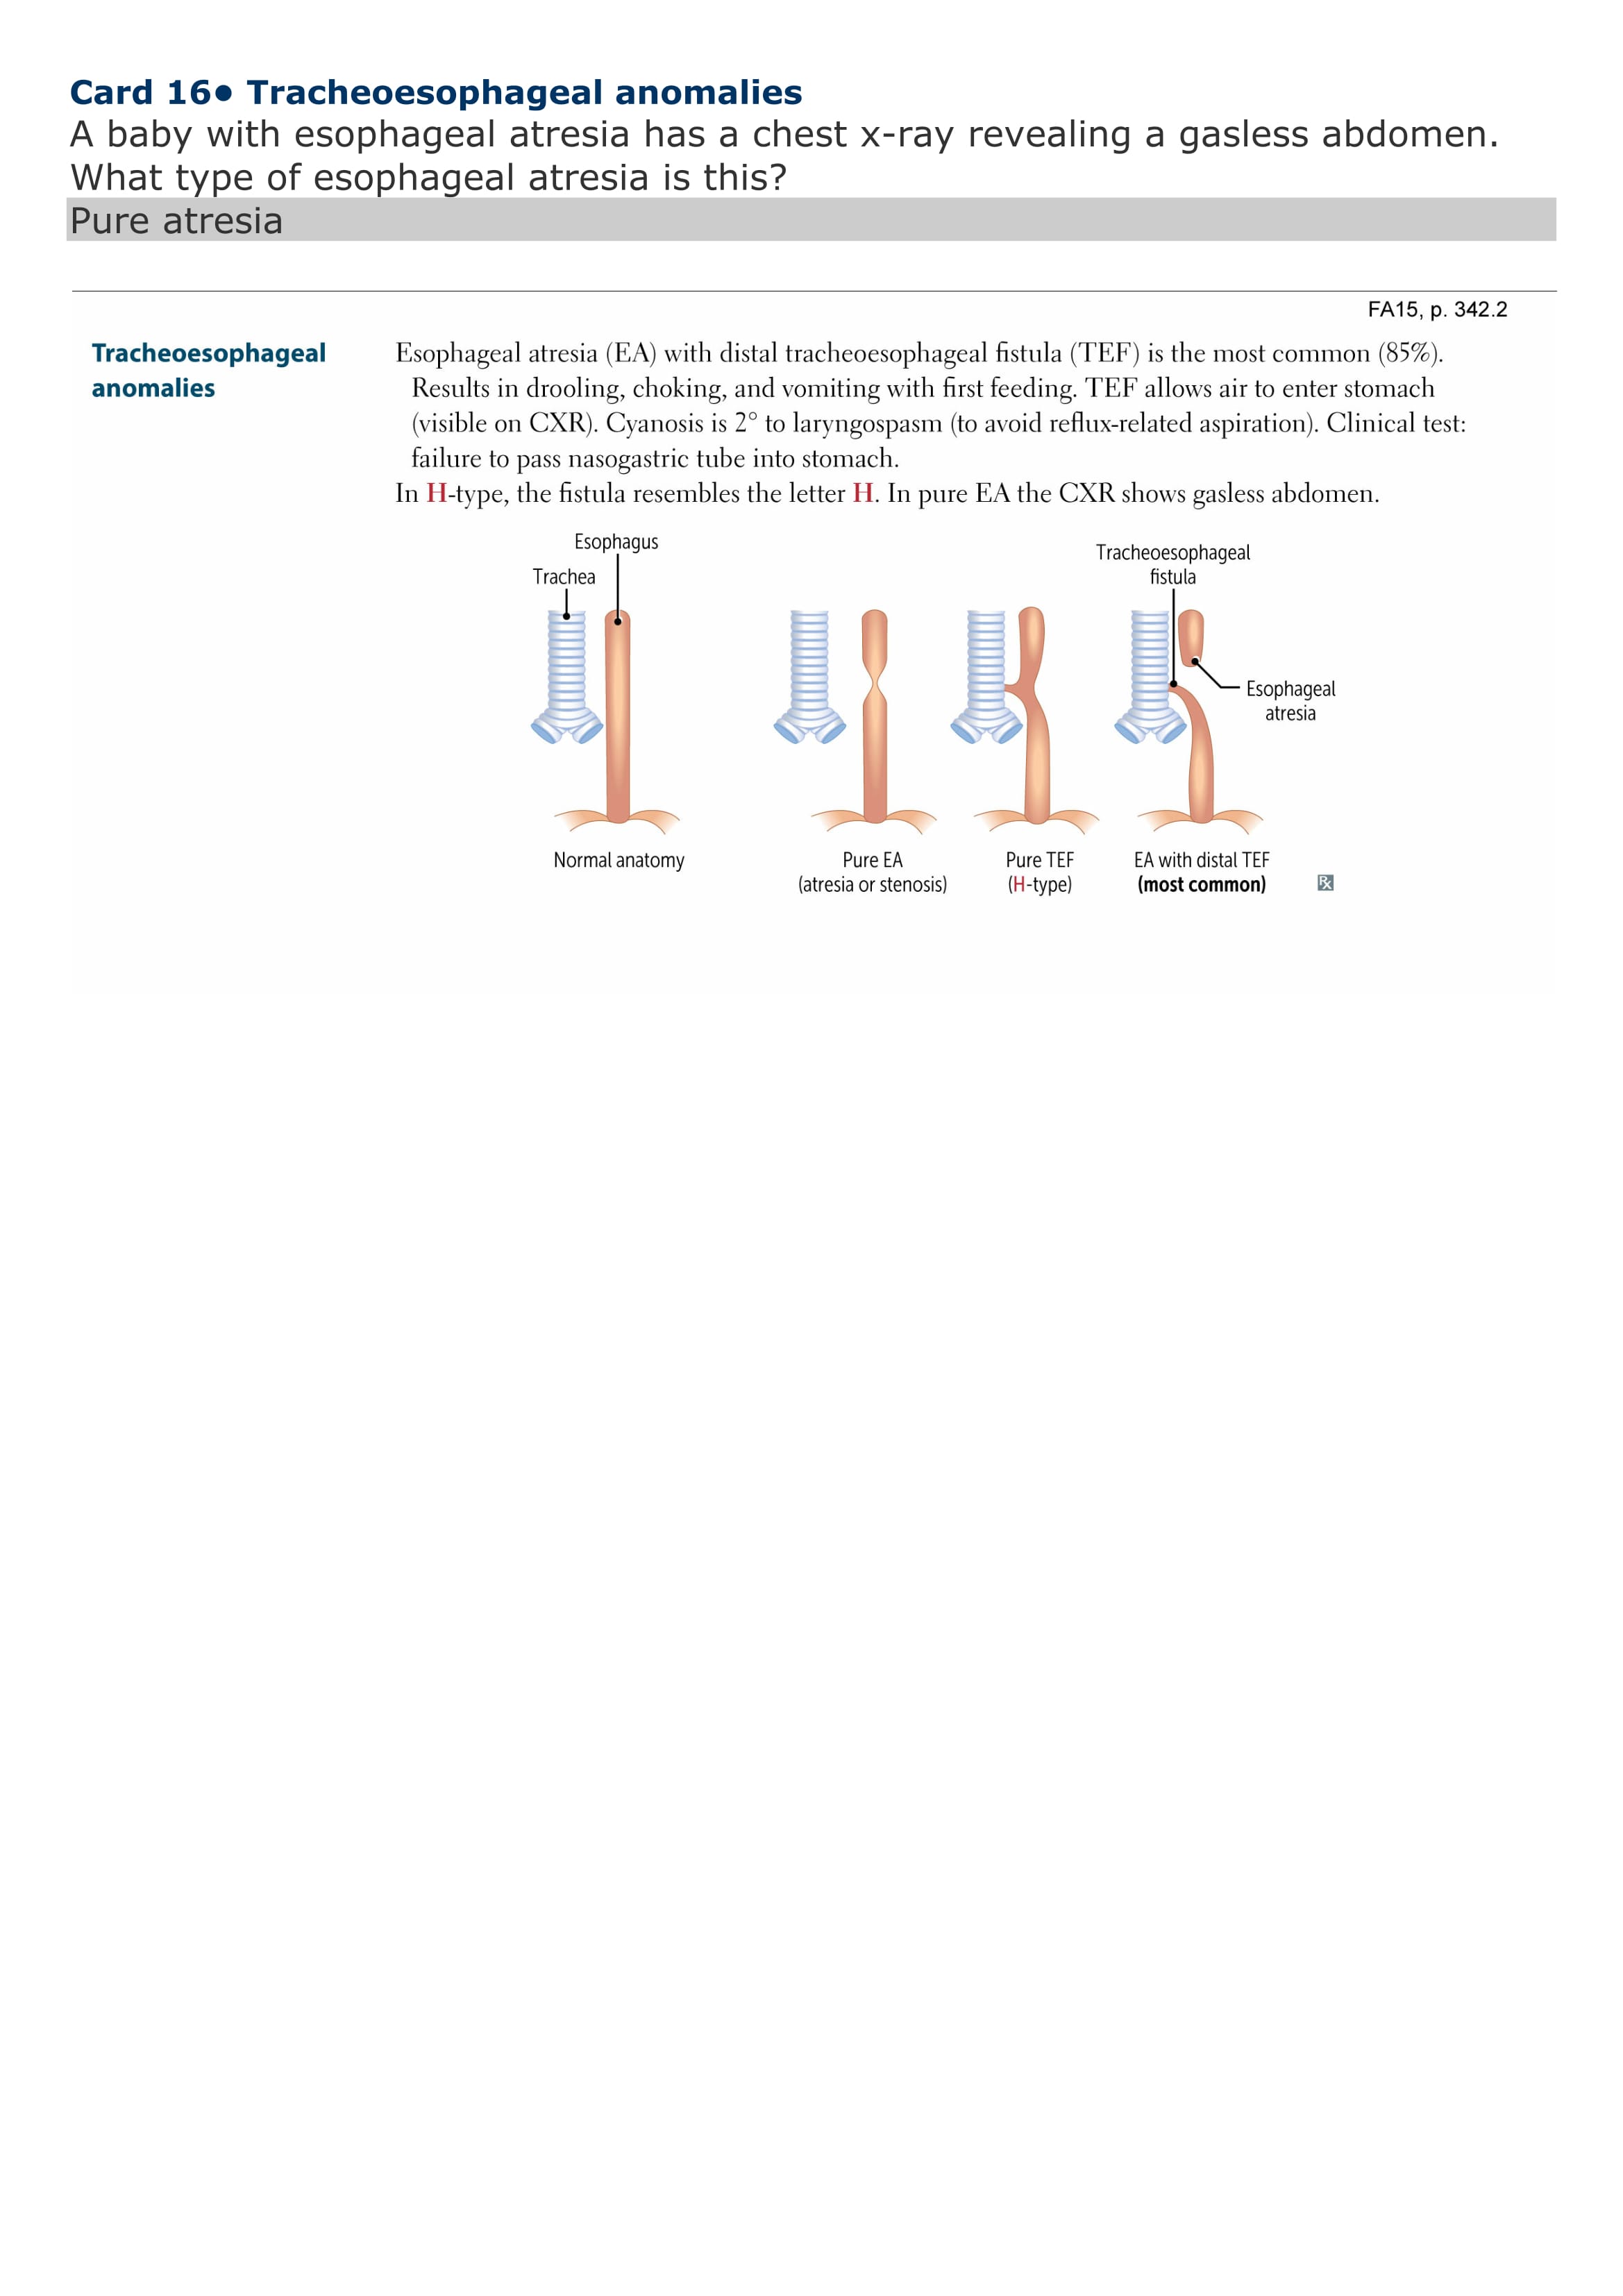 Card 16• Tracheoesophageal anomalies
A baby with esophageal atresia has a chest x-ray revealing a gasless abdomen.
What type of esophageal atresia is this?
Pure atresia
FA15, p. 342.2
Tracheoesophageal
anomalies
Esophageal atresia (EA) with distal tracheoesophageal fistula (TEF) is the most common (85%).
Results in drooling, choking, and vomiting with first feeding. TEF allows air to enter stomach
(visible on CXR). Cyanosis is 2° to laryngospasm (to avoid reflux-related aspiration). Clinical test:
failure to pass nasogastric tube into stomach.
In H-type, the fistula resembles the letter H. In pure EA the CXR shows gasless abdomen.
Esophagus
Trachea
Tracheoesophageal
fistula
Esophageal
atresia
Normal anatomy
Pure EA
(atresia or stenosis)
Pure TEF
(H-type)
EA with distal TEF
(most common)
Rx